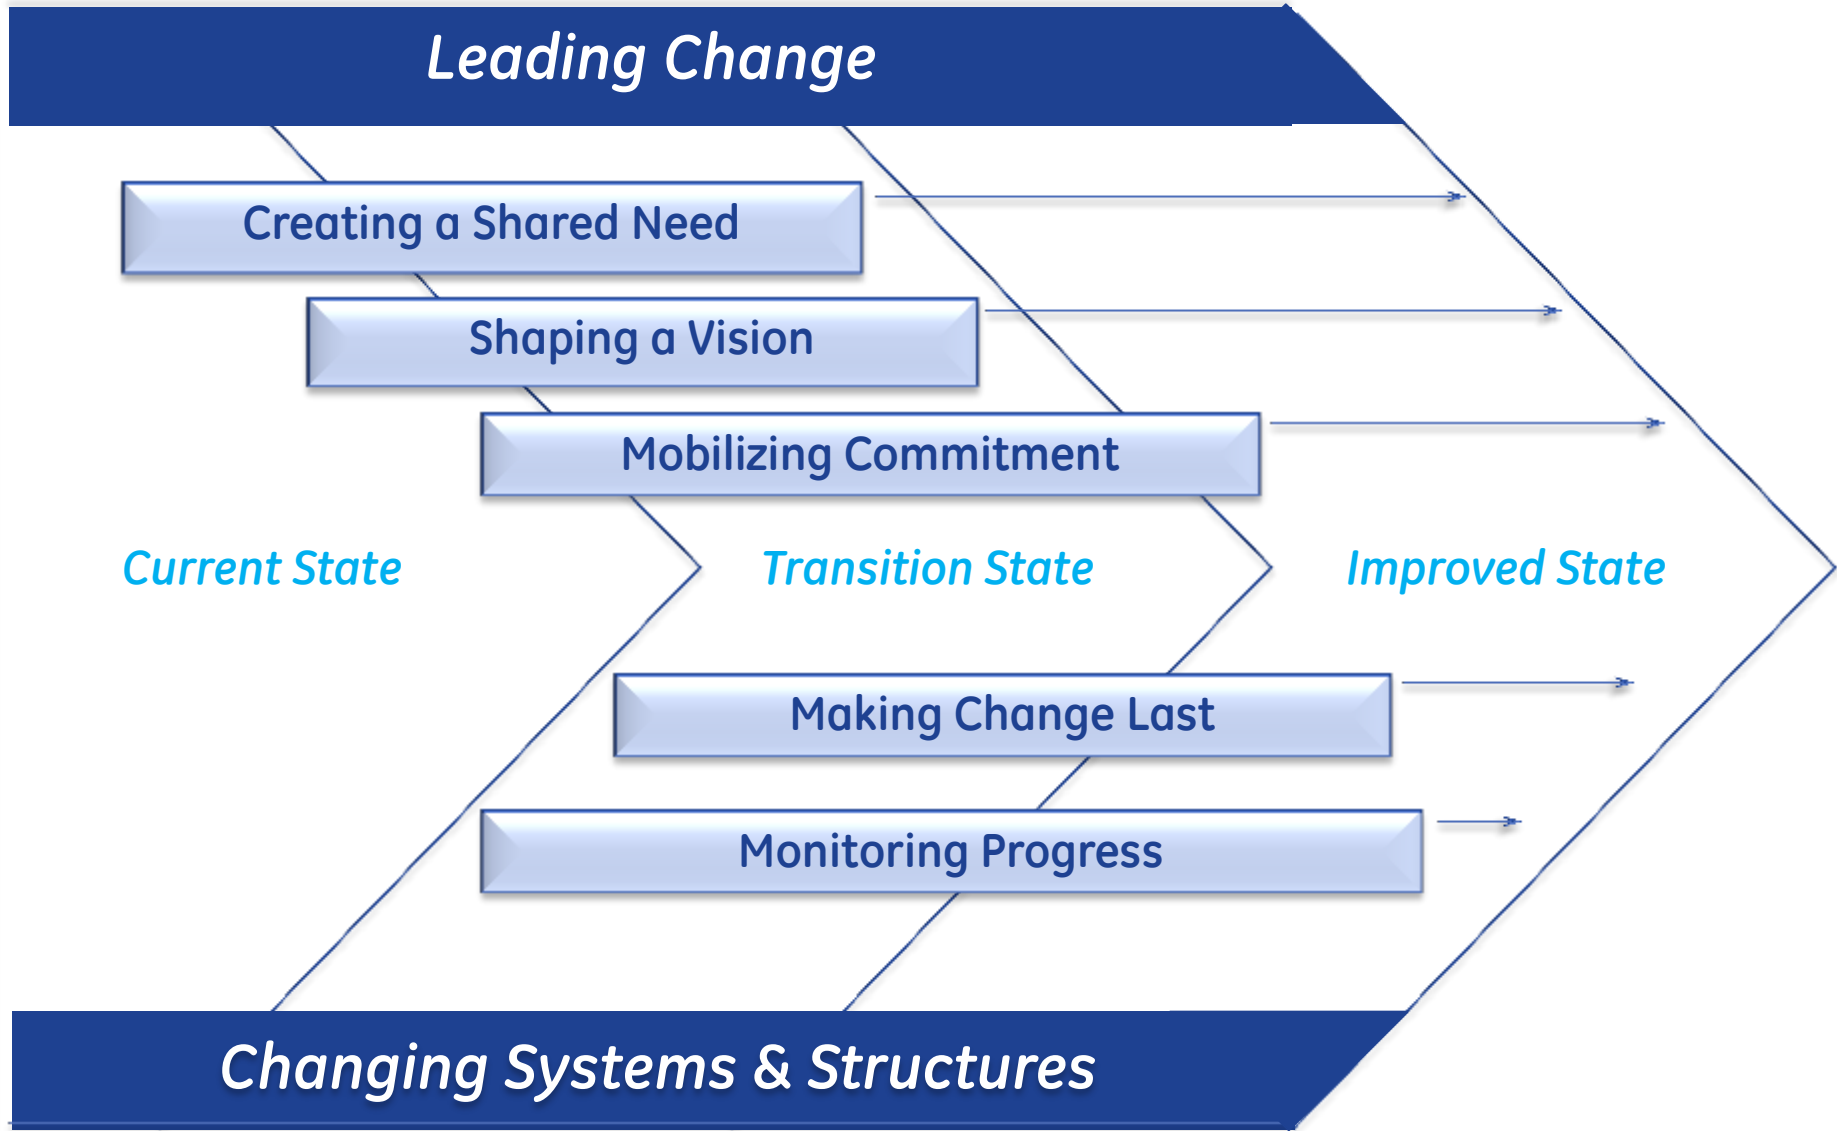 Leading Change
Creating a Shared Need
Shaping a Vision
Mobilizing Commitment
Current State
Transition State
Improved State
Making Change Last
Monitoring Progress
Changing Systems & Structures